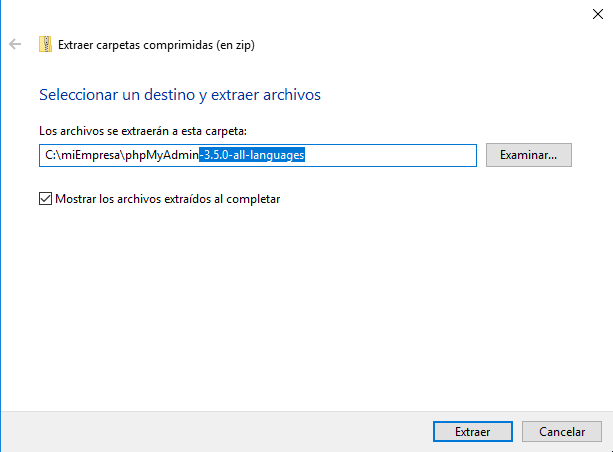 Extraer carpetas comprimidas (en zip)
Seleccionar un destino y extraer archivos
Los archivos se extraerán a esta carpeta:
C:\miEmpresa\phpMyAdmin-3.5.0-all-languages
Examinar...
Mostrar los archivos extraídos al completar
Extraer
Cancelar